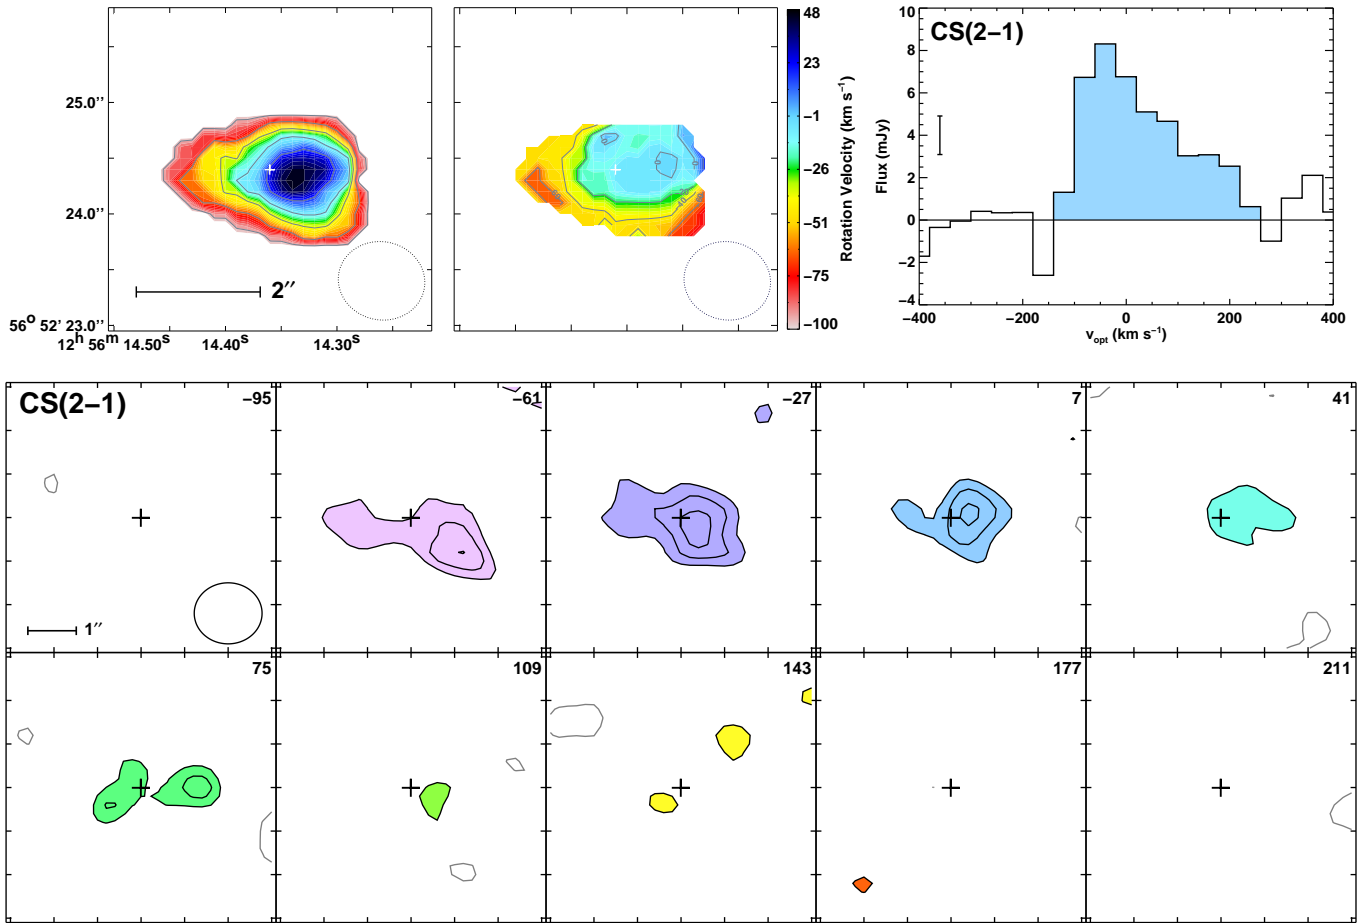 CS(2−1)
25.0′′
24.0′′
56° 52′ 23.0′′
12h 56m 14.50s 14.40s 14.30s
2′′
48
23
−1
−26
−51
−75
−100
Rotation Velocity (km s−1)
10
8
6
4
2
0
−2
−4
Flux (mJy)
−400 −200 0 200 400
vopt (km s−1)
CS(2−1) −95 −61 −27 7 41
1′′
75 109 143 177 211